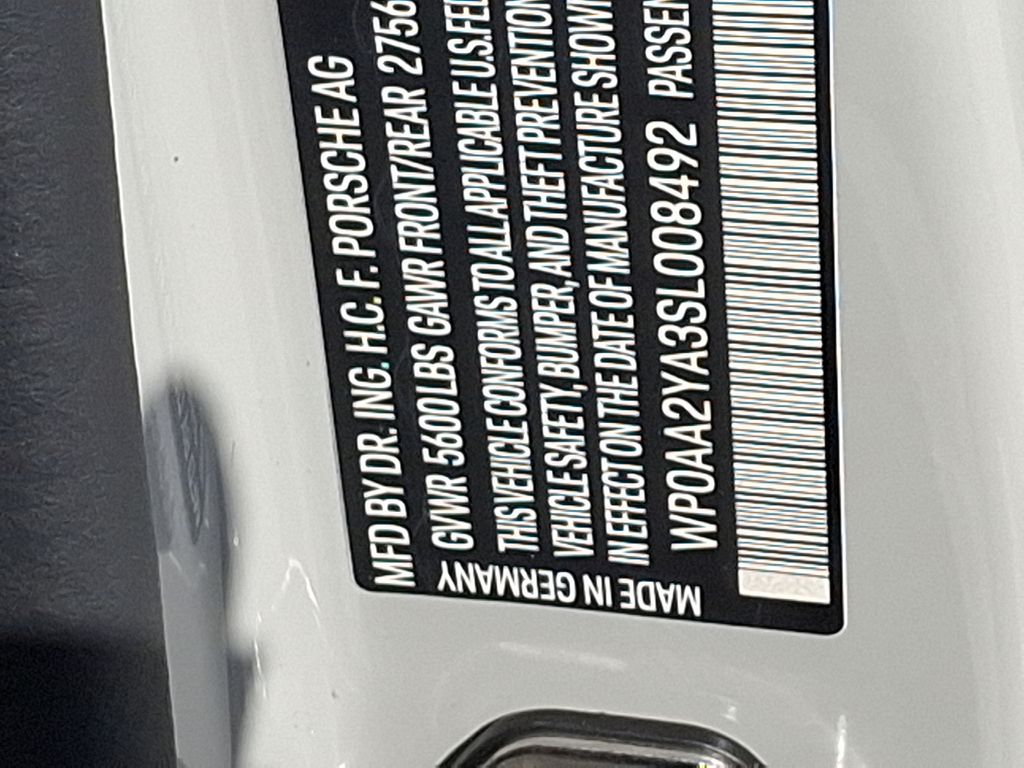 MFD BY DR. ING. H.C. F. PORSCHE AG
GVWR 5600 LBS GAWR FRONT/REAR 2756
THIS VEHICLE CONFORMS TO ALL APPLICABLE U.S. FED
VEHICLE SAFETY, BUMPER, AND THEFT PREVENTION
IN EFFECT ON THE DATE OF MANUFACTURE SHOWN
WP0AA2YA3SL008492 PASSEN
MADE IN GERMANY